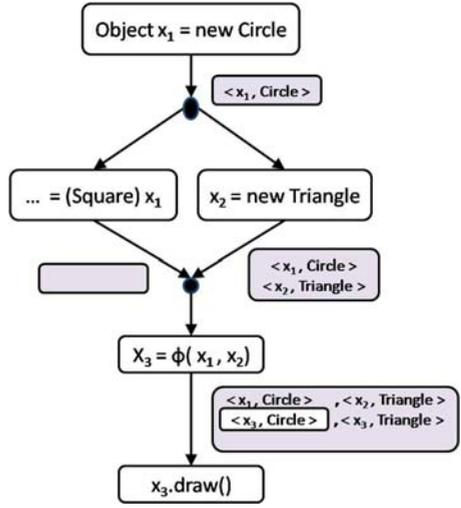 Object x₁ = new Circle
< x₁, Circle >
... = (Square) x₁
x₂ = new Triangle
< x₁, Circle >
< x₂, Triangle >
X₃ = ϕ( x₁ , x₂)
< x₁, Circle > , < x₂, Triangle >
< x₃, Circle > , < x₃, Triangle >
x₃.draw()